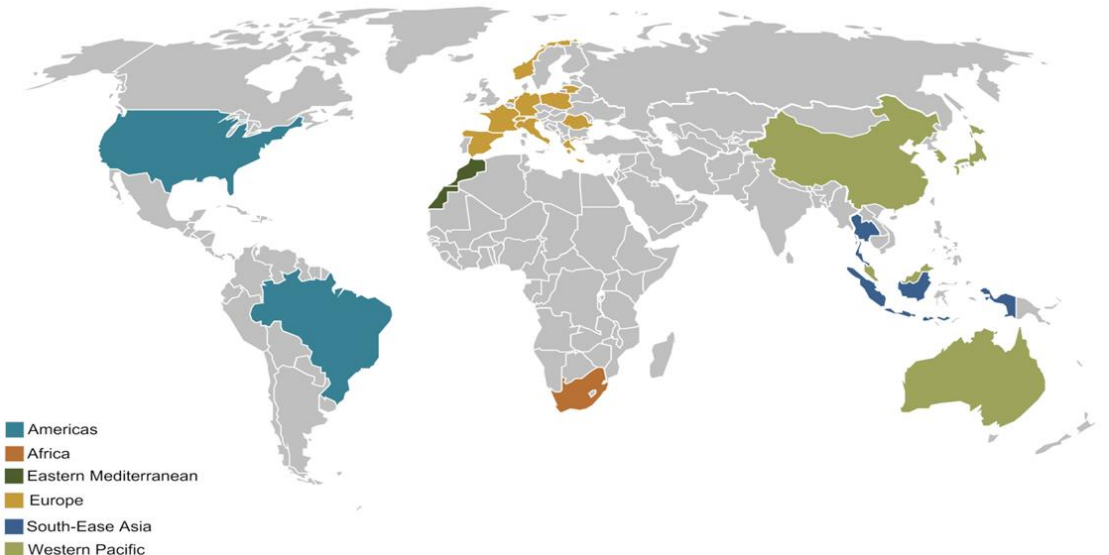 Americas
Africa
Eastern Mediterranean
Europe
South-Ease Asia
Western Pacific